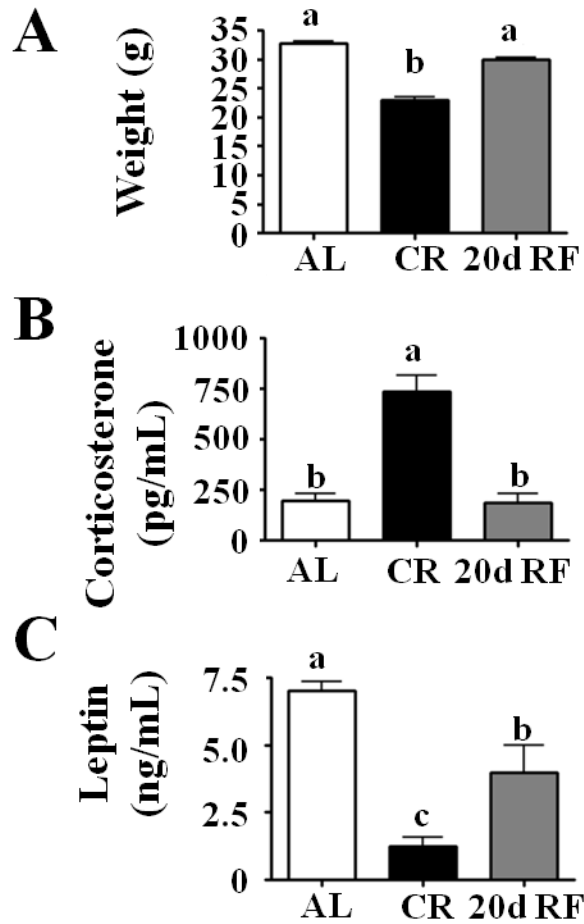 A
Weight (g)
35
30
25
20
15
10
5
0
a
b
a
AL CR 20d RF
B
Corticosterone
(pg/mL)
1000
750
500
250
0
b
a
b
AL CR 20d RF
C
Leptin
(ng/mL)
7.5
5.0
2.5
0
a
c
b
AL CR 20d RF